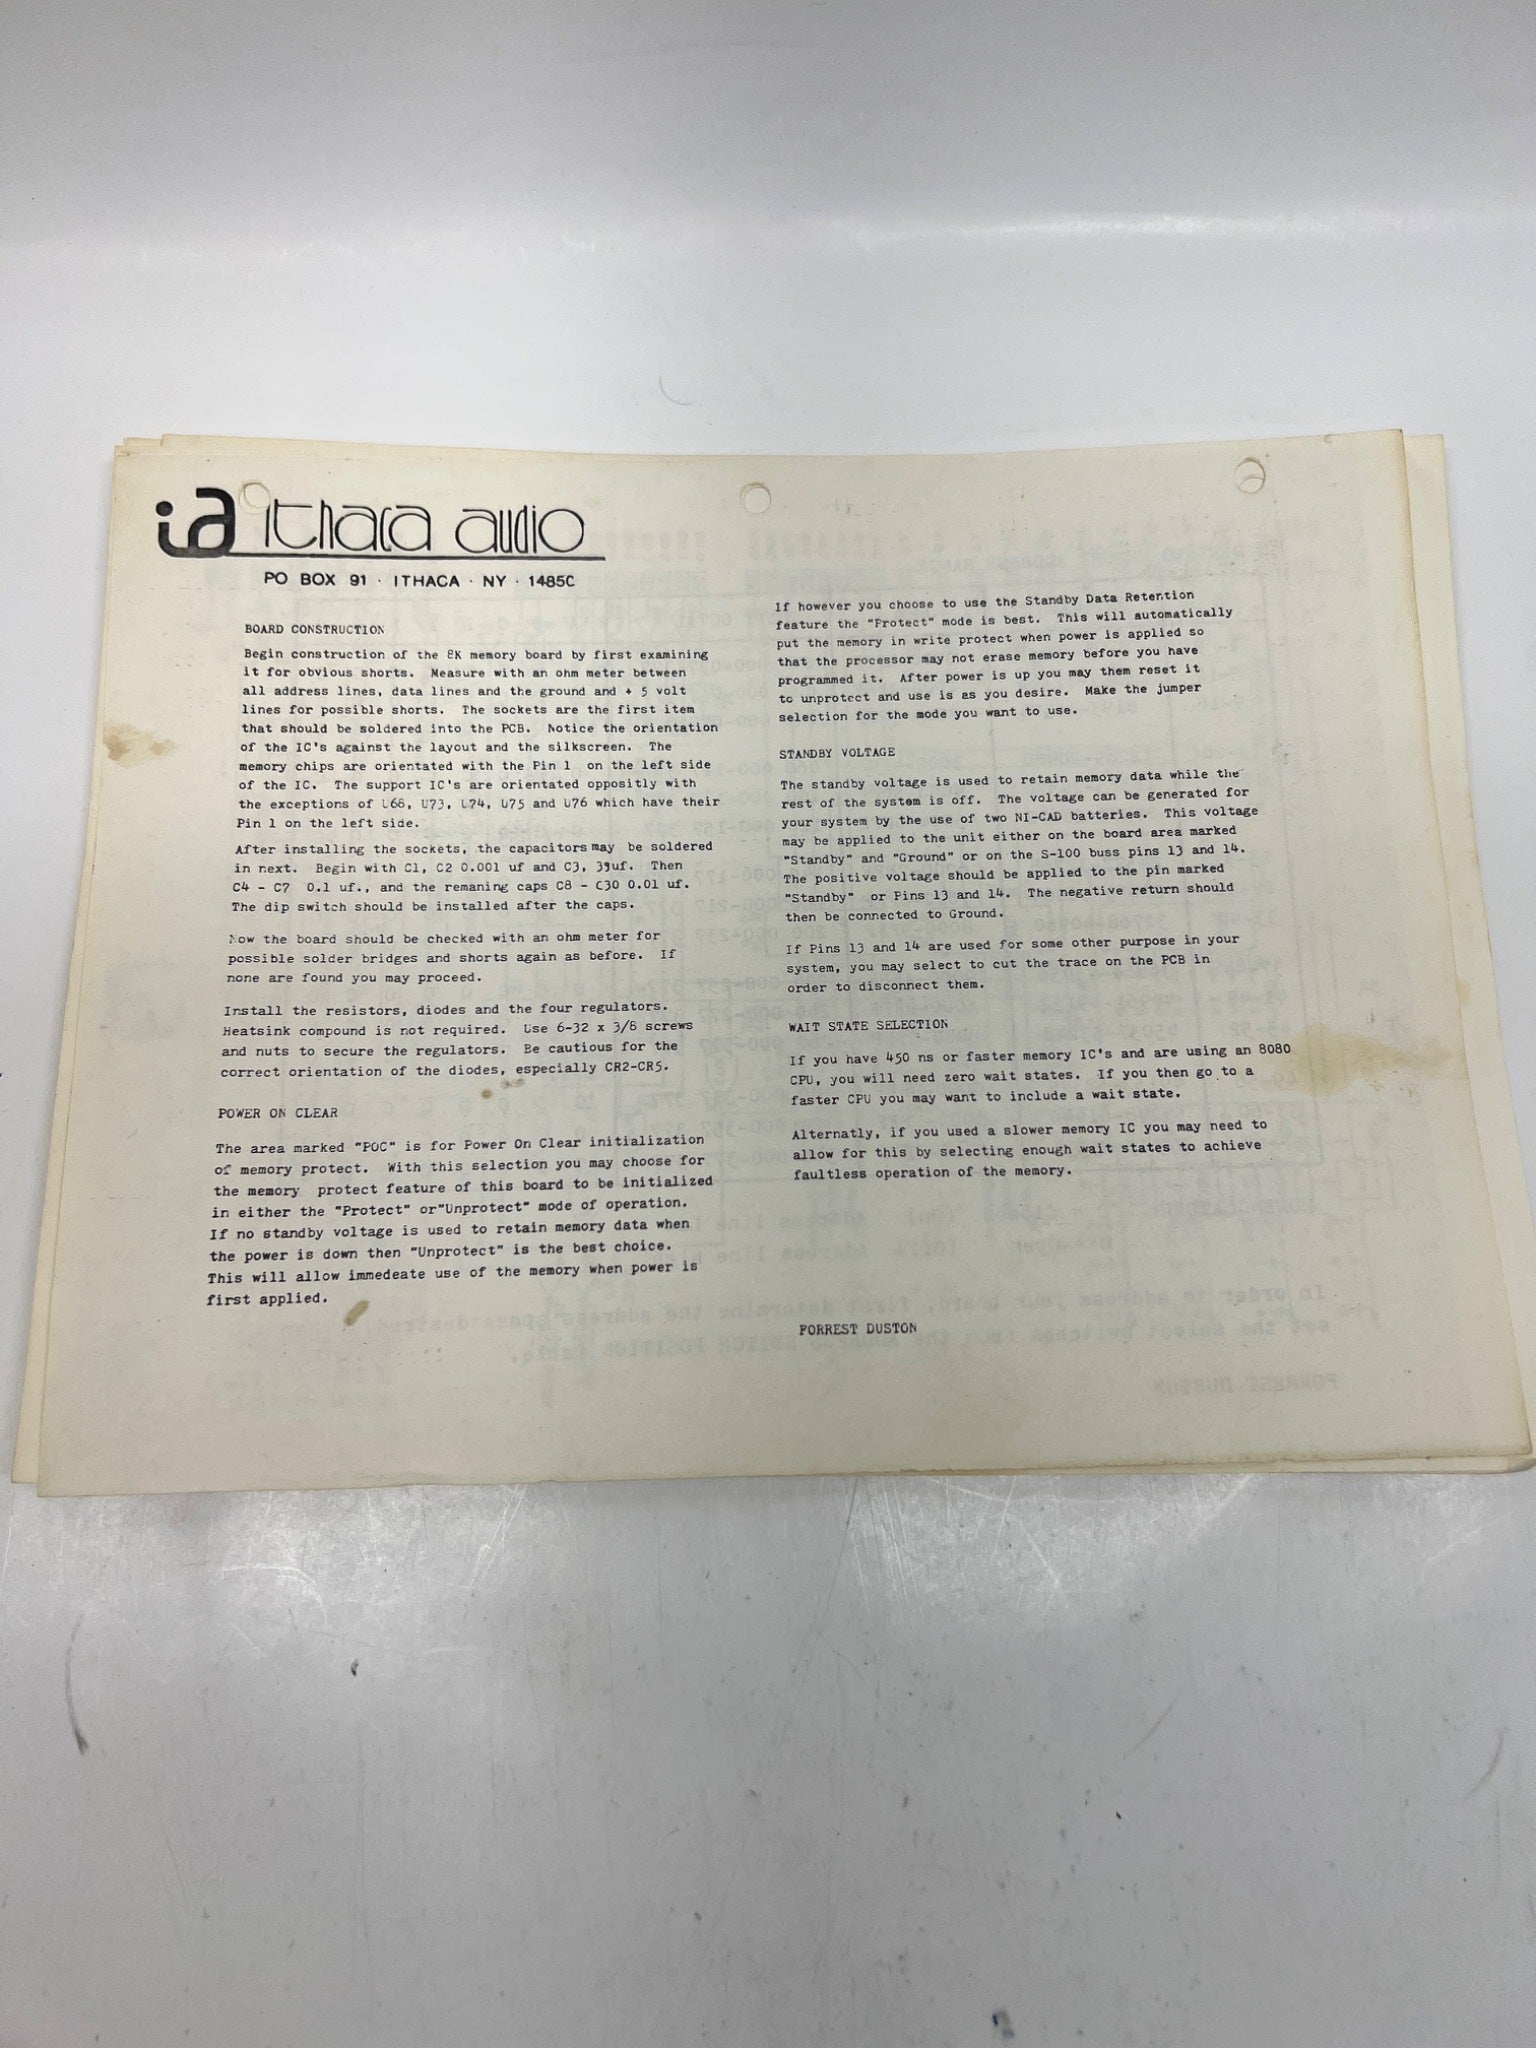 ia ithaca audio
PO BOX 91 · ITHACA · NY · 14850
BOARD CONSTRUCTION
Begin construction of the 8K memory board by first examining
it for obvious shorts. Measure with an ohm meter between
all address lines, data lines and the ground and + 5 volt
lines for possible shorts. The sockets are the first item
that should be soldered into the PCB. Notice the orientation
of the IC's against the layout and the silkscreen. The
memory chips are orientated with the Pin 1 on the left side
of the IC. The support IC's are orientated oppositly with
the exceptions of U68, U73, U74, U75 and U76 which have their
Pin 1 on the left side.
After installing the sockets, the capacitors may be soldered
in next. Begin with C1, C2 0.001 uf and C3, 39uf. Then
C4 - C7 0.1 uf., and the remaning caps C8 - C30 0.01 uf.
The dip switch should be installed after the caps.
Now the board should be checked with an ohm meter for
possible solder bridges and shorts again as before. If
none are found you may proceed.
Install the resistors, diodes and the four regulators.
Heatsink compound is not required. Use 6-32 x 3/8 screws
and nuts to secure the regulators. Be cautious for the
correct orientation of the diodes, especially CR2-CR5.
POWER ON CLEAR
The area marked "POC" is for Power On Clear initialization
of memory protect. With this selection you may choose for
the memory protect feature of this board to be initialized
in either the "Protect" or"Unprotect" mode of operation.
If no standby voltage is used to retain memory data when
the power is down then "Unprotect" is the best choice.
This will allow immedeate use of the memory when power is
first applied.
If however you choose to use the Standby Data Retention
feature the "Protect" mode is best. This will automatically
put the memory in write protect when power is applied so
that the processor may not erase memory before you have
programmed it. After power is up you may them reset it
to unprotect and use is as you desire. Make the jumper
selection for the mode you want to use.
STANDBY VOLTAGE
The standby voltage is used to retain memory data while the
rest of the system is off. The voltage can be generated for
your system by the use of two NI-CAD batteries. This voltage
may be applied to the unit either on the board area marked
"Standby" and "Ground" or on the S-100 buss pins 13 and 14.
The positive voltage should be applied to the pin marked
"Standby" or Pins 13 and 14. The negative return should
then be connected to Ground.
If Pins 13 and 14 are used for some other purpose in your
system, you may select to cut the trace on the PCB in
order to disconnect them.
WAIT STATE SELECTION
If you have 450 ns or faster memory IC's and are using an 8080
CPU, you will need zero wait states. If you then go to a
faster CPU you may want to include a wait state.
Alternatly, if you used a slower memory IC you may need to
allow for this by selecting enough wait states to achieve
faultless operation of the memory.
FORREST DUSTON